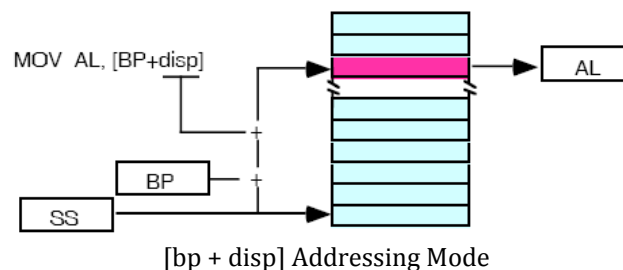 MOV AL, [BP+disp]
AL
+
BP
+
SS
[bp + disp] Addressing Mode